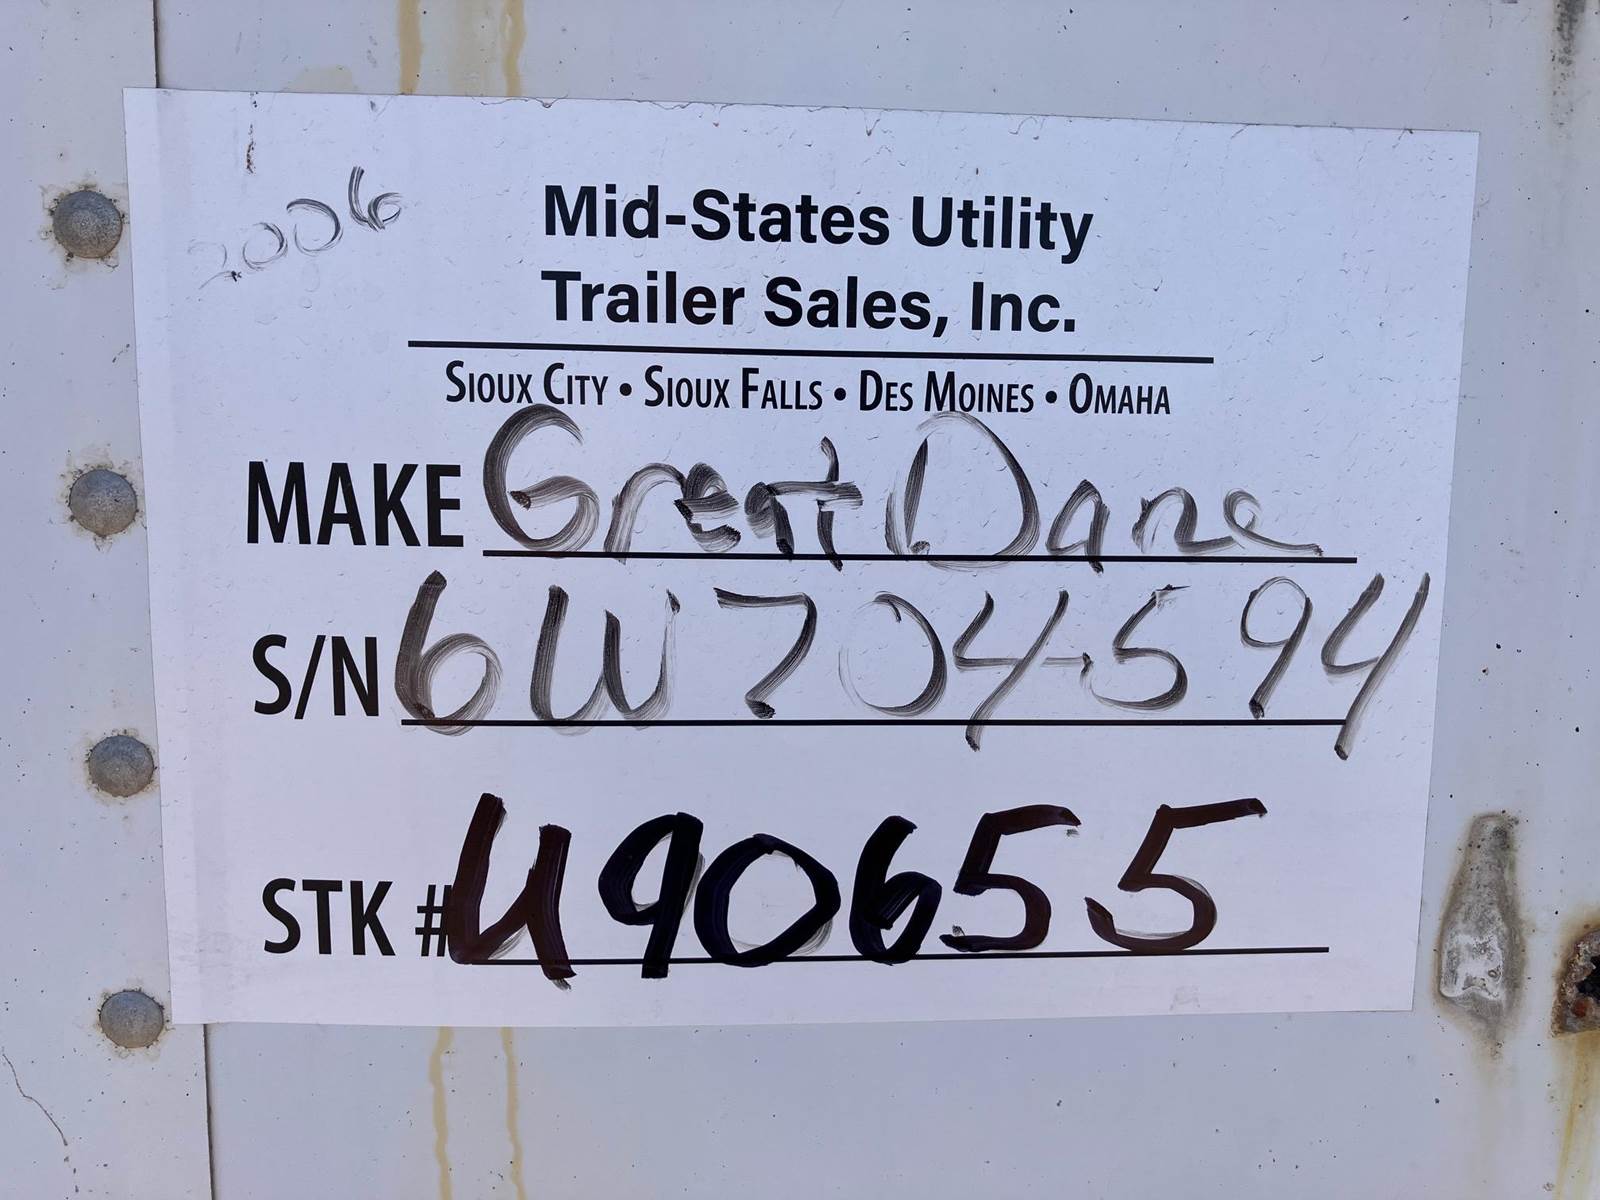 2006
Mid-States Utility
Trailer Sales, Inc.
Sioux City • Sioux Falls • Des Moines • Omaha
MAKE Great Dane
S/N 6W704594
STK # U90655